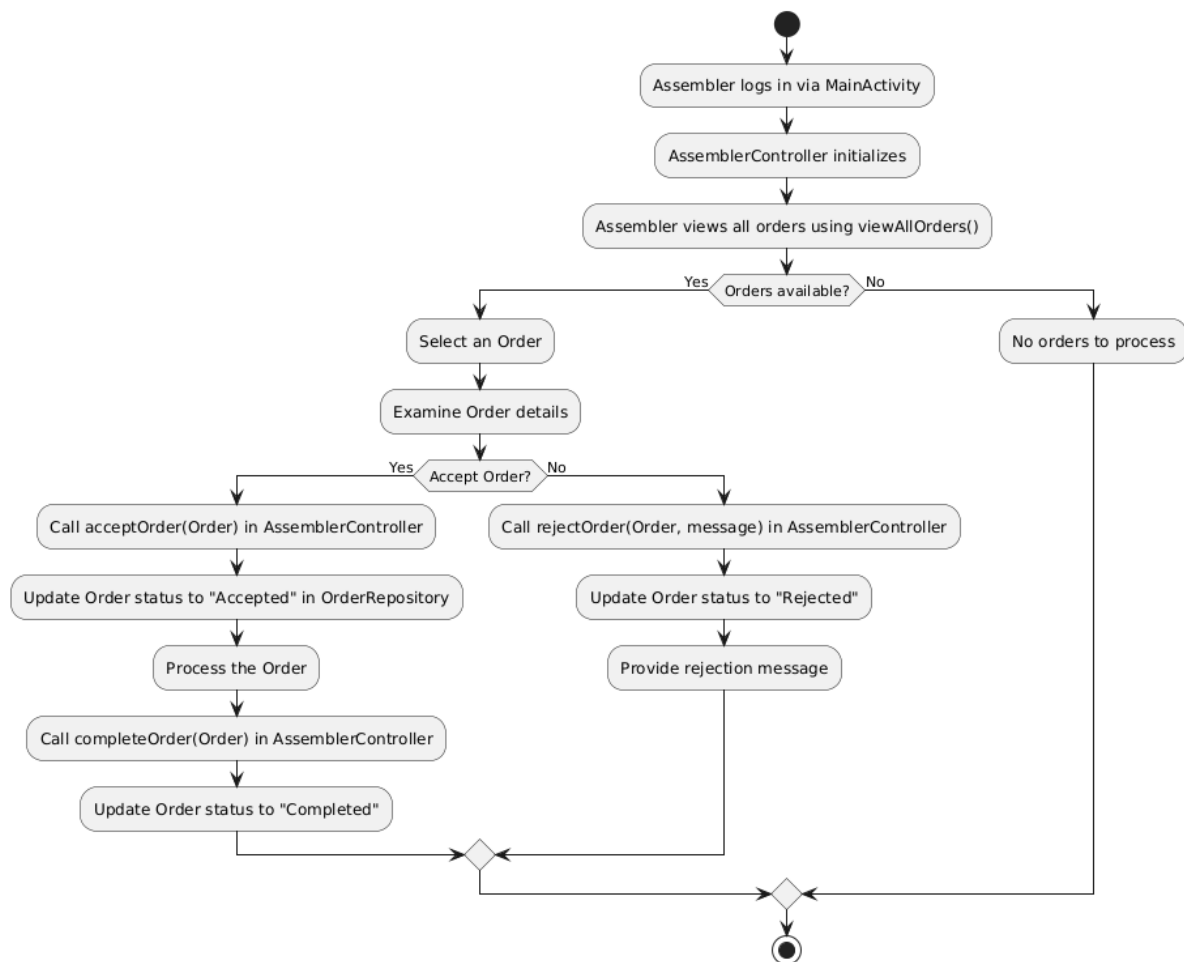 Assembler logs in via MainActivity
AssemblerController initializes
Assembler views all orders using viewAllOrders()
Yes
Orders available?
No
Select an Order
No orders to process
Examine Order details
Yes
Accept Order?
No
Call acceptOrder(Order) in AssemblerController
Call rejectOrder(Order, message) in AssemblerController
Update Order status to "Accepted" in OrderRepository
Update Order status to "Rejected"
Process the Order
Provide rejection message
Call completeOrder(Order) in AssemblerController
Update Order status to "Completed"